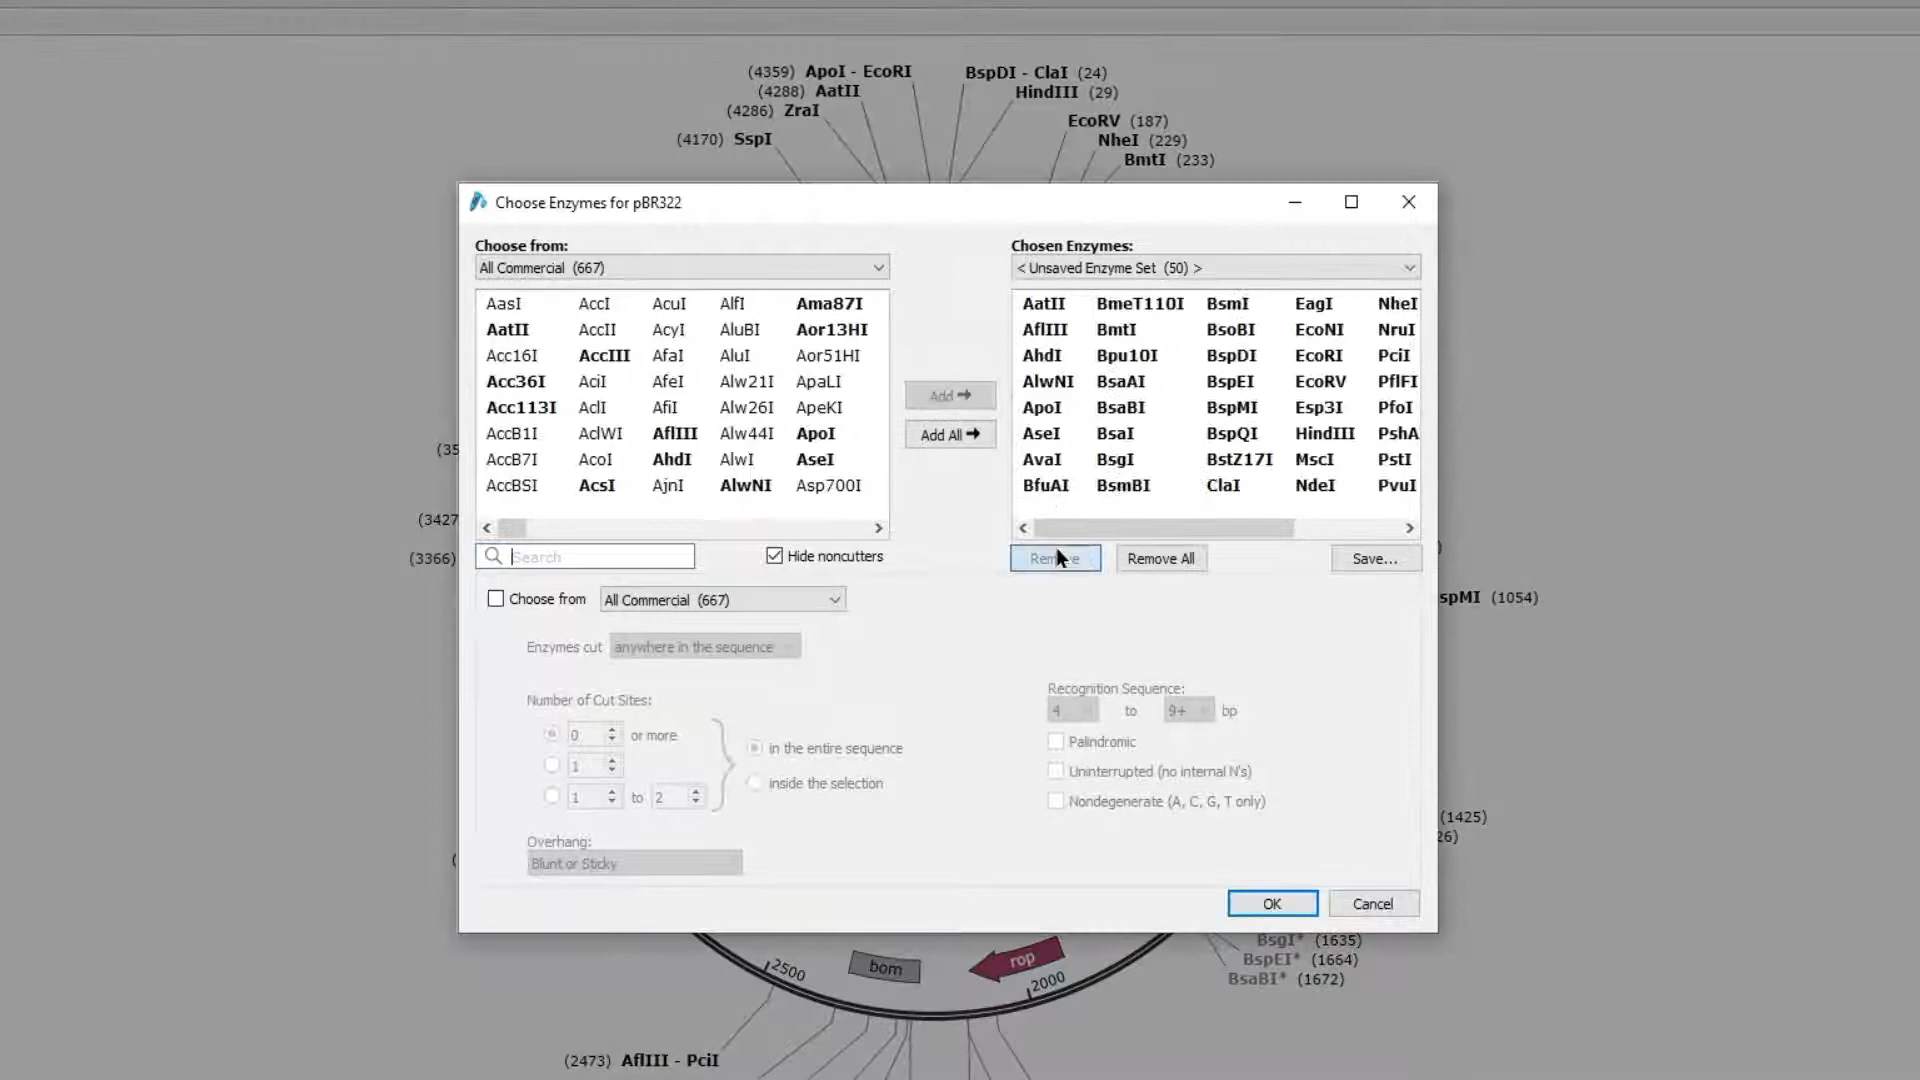 (4359) ApoI - EcoRI
(4288) AatII
(4286) ZraI
(4170) SspI
BspDI - ClaI (24)
HindIII (29)
EcoRV (187)
NheI (229)
BmtI (233)
Choose Enzymes for pBR322
Choose from:
All Commercial (667)
AasI AccI AcuI AlfI Ama87I
AatII AccII AcyI AluBI Aor13HI
Acc16I AccIII AfaI AluI Aor51HI
Acc36I AciI AfeI Alw21I ApaLI
Acc113I AclI AfiI Alw26I ApeKI
AccB1I AclWI AflIII Alw44I ApoI
AccB7I AcoI AhdI AlwI AseI
AccBSI AcsI AjnI AlwNI Asp700I
Search
Hide noncutters
Add
Add All
Chosen Enzymes:
< Unsaved Enzyme Set (50) >
AatII BmeT110I BsmI EagI NheI
AflIII BmtI BsoBI EcoNI NruI
AhdI Bpu10I BspDI EcoRI PciI
AlwNI BsaAI BspEI EcoRV PflFI
ApoI BsaBI BspMI Esp3I PfoI
AseI BsaI BspQI HindIII PshA
AvaI BsgI BstZ17I MscI PstI
BfuAI BsmBI ClaI NdeI PvuI
Remove All
Save...
Choose from All Commercial (667)
Enzymes cut anywhere in the sequence
Number of Cut Sites:
0 or more
1
1 to 2
in the entire sequence
inside the selection
Recognition Sequence:
4 to 9+ bp
Palindromic
Uninterrupted (no internal N's)
Nondegenerate (A, C, G, T only)
Overhang:
Blunt or Sticky
OK
Cancel
(35
(3427
(3366)
spMI (1054)
(1425)
26)
BsgI* (1635)
BspEI* (1664)
BsaBI* (1672)
2500
bom
rop
2000
(2473) AflIII - PciI